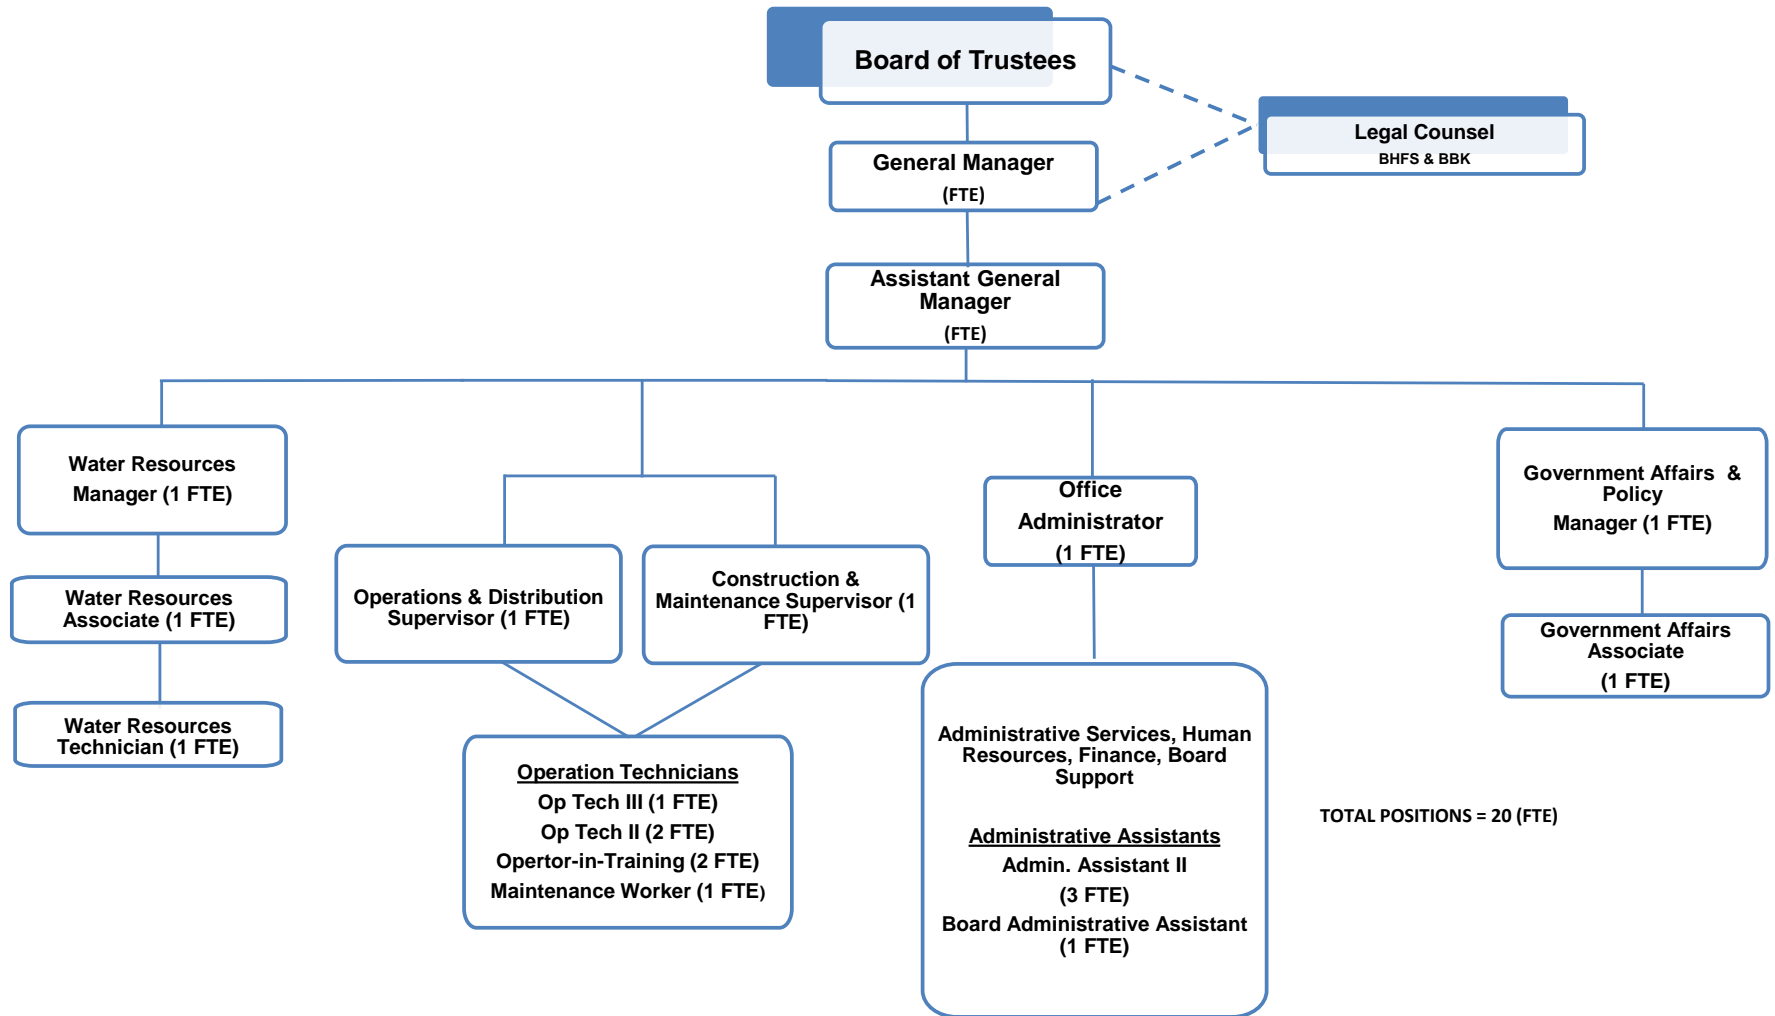 Board of Trustees
Legal Counsel
BHFS & BBK
General Manager
(FTE)
Assistant General
Manager
(FTE)
Water Resources
Manager (1 FTE)
Water Resources
Associate (1 FTE)
Water Resources
Technician (1 FTE)
Operations & Distribution
Supervisor (1 FTE)
Construction &
Maintenance Supervisor (1
FTE)
Operation Technicians
Op Tech III (1 FTE)
Op Tech II (2 FTE)
Opertor-in-Training (2 FTE)
Maintenance Worker (1 FTE)
Office
Administrator
(1 FTE)
Administrative Services, Human
Resources, Finance, Board
Support
Administrative Assistants
Admin. Assistant II
(3 FTE)
Board Administrative Assistant
(1 FTE)
Government Affairs  &
Policy
Manager (1 FTE)
Government Affairs
Associate
(1 FTE)
TOTAL POSITIONS = 20 (FTE)